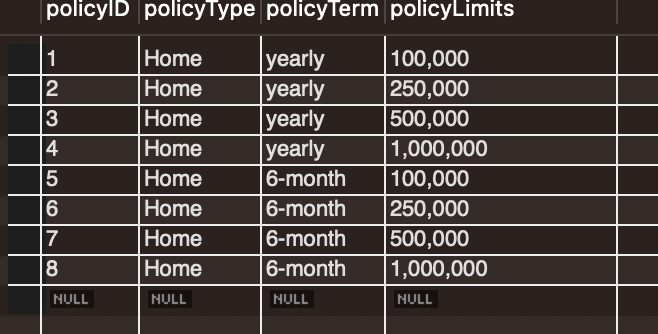 policyID policyType policyTerm policyLimits
1 Home yearly 100,000
2 Home yearly 250,000
3 Home yearly 500,000
4 Home yearly 1,000,000
5 Home 6-month 100,000
6 Home 6-month 250,000
7 Home 6-month 500,000
8 Home 6-month 1,000,000
NULL NULL NULL NULL